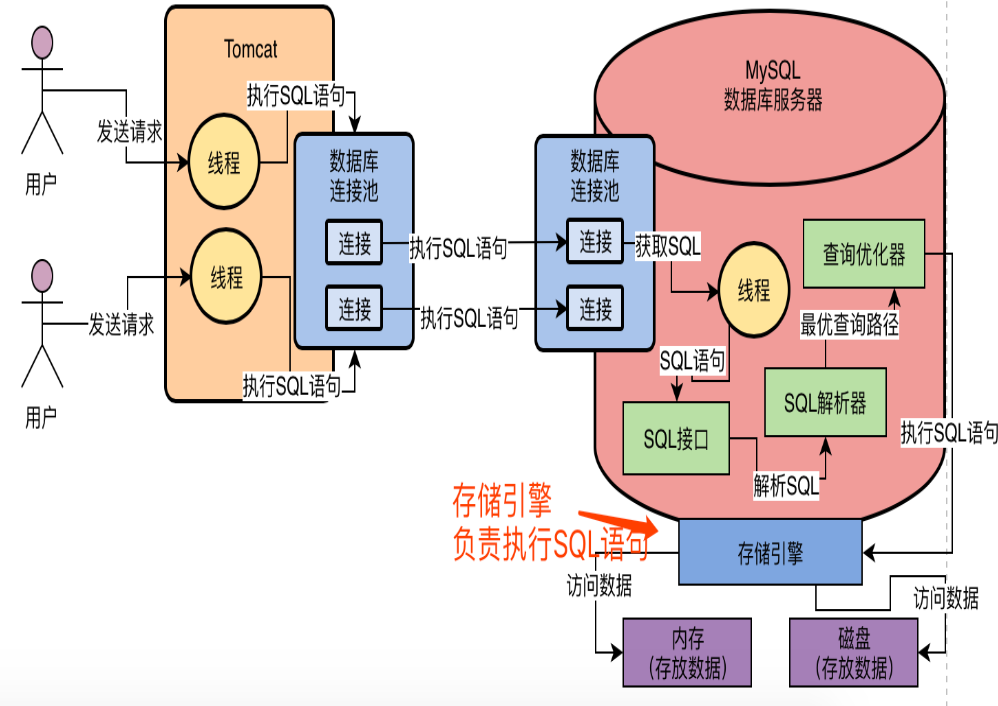 Tomcat
MySQL
数据库服务器
执行SQL语句
发送请求
线程
数据库
连接池
数据库
连接池
用户
连接
执行SQL语句
连接
获取SQL
查询优化器
线程
线程
连接
执行SQL语句
连接
发送请求
最优查询路径
SQL语句
执行SQL语句
用户
SQL解析器
SQL接口
执行SQL语句
解析SQL
存储引擎
负责执行SQL语句
存储引擎
访问数据
访问数据
内存
(存放数据)
磁盘
(存放数据)